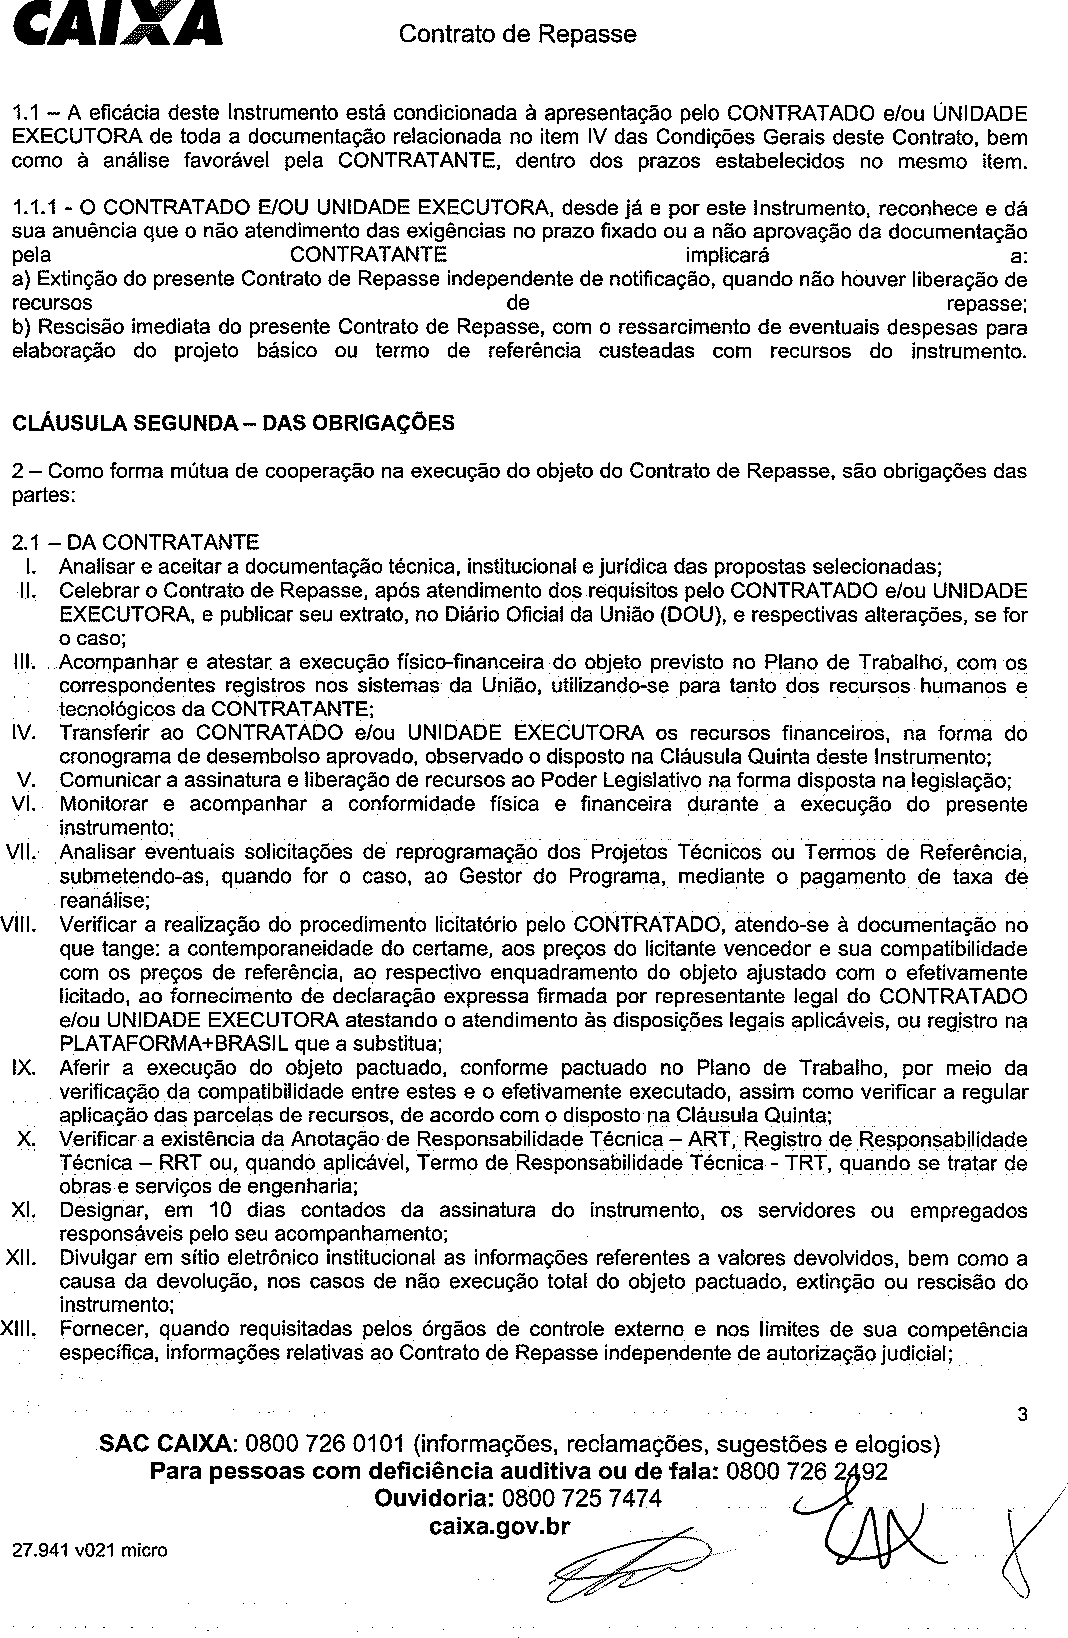 CAIXA
Contrato de Repasse
1.1 – A eficácia deste Instrumento está condicionada à apresentação pelo CONTRATADO e/ou UNIDADE
EXECUTORA de toda a documentação relacionada no item IV das Condições Gerais deste Contrato, bem
como à análise favorável pela CONTRATANTE, dentro dos prazos estabelecidos no mesmo item.
1.1.1 - O CONTRATADO E/OU UNIDADE EXECUTORA, desde já e por este Instrumento, reconhece e dá
sua anuência que o não atendimento das exigências no prazo fixado ou a não aprovação da documentação
pela CONTRATANTE implicará a:
a) Extinção do presente Contrato de Repasse independente de notificação, quando não houver liberação de
recursos de repasse;
b) Rescisão imediata do presente Contrato de Repasse, com o ressarcimento de eventuais despesas para
elaboração do projeto básico ou termo de referência custeadas com recursos do instrumento.
CLÁUSULA SEGUNDA – DAS OBRIGAÇÕES
2 – Como forma mútua de cooperação na execução do objeto do Contrato de Repasse, são obrigações das
partes:
2.1 – DA CONTRATANTE
I. Analisar e aceitar a documentação técnica, institucional e jurídica das propostas selecionadas;
II. Celebrar o Contrato de Repasse, após atendimento dos requisitos pelo CONTRATADO e/ou UNIDADE
EXECUTORA, e publicar seu extrato, no Diário Oficial da União (DOU), e respectivas alterações, se for
o caso;
III. Acompanhar e atestar a execução físico-financeira do objeto previsto no Plano de Trabalho, com os
correspondentes registros nos sistemas da União, utilizando-se para tanto dos recursos humanos e
tecnológicos da CONTRATANTE;
IV. Transferir ao CONTRATADO e/ou UNIDADE EXECUTORA os recursos financeiros, na forma do
cronograma de desembolso aprovado, observado o disposto na Cláusula Quinta deste Instrumento;
V. Comunicar a assinatura e liberação de recursos ao Poder Legislativo na forma disposta na legislação;
VI. Monitorar e acompanhar a conformidade física e financeira durante a execução do presente
instrumento;
VII. Analisar eventuais solicitações de reprogramação dos Projetos Técnicos ou Termos de Referência,
submetendo-as, quando for o caso, ao Gestor do Programa, mediante o pagamento de taxa de
reanálise;
VIII. Verificar a realização do procedimento licitatório pelo CONTRATADO, atendo-se à documentação no
que tange: a contemporaneidade do certame, aos preços do licitante vencedor e sua compatibilidade
com os preços de referência, ao respectivo enquadramento do objeto ajustado com o efetivamente
licitado, ao fornecimento de declaração expressa firmada por representante legal do CONTRATADO
e/ou UNIDADE EXECUTORA atestando o atendimento às disposições legais aplicáveis, ou registro na
PLATAFORMA+BRASIL que a substitua;
IX. Aferir a execução do objeto pactuado, conforme pactuado no Plano de Trabalho, por meio da
verificação da compatibilidade entre estes e o efetivamente executado, assim como verificar a regular
aplicação das parcelas de recursos, de acordo com o disposto na Cláusula Quinta;
X. Verificar a existência da Anotação de Responsabilidade Técnica – ART, Registro de Responsabilidade
Técnica – RRT ou, quando aplicável, Termo de Responsabilidade Técnica - TRT, quando se tratar de
obras e serviços de engenharia;
XI. Designar, em 10 dias contados da assinatura do instrumento, os servidores ou empregados
responsáveis pelo seu acompanhamento;
XII. Divulgar em sítio eletrônico institucional as informações referentes a valores devolvidos, bem como a
causa da devolução, nos casos de não execução total do objeto pactuado, extinção ou rescisão do
instrumento;
XIII. Fornecer, quando requisitadas pelos órgãos de controle externo e nos limites de sua competência
específica, informações relativas ao Contrato de Repasse independente de autorização judicial;
3
SAC CAIXA: 0800 726 0101 (informações, reclamações, sugestões e elogios)
Para pessoas com deficiência auditiva ou de fala: 0800 726 2492
Ouvidoria: 0800 725 7474
caixa.gov.br
27.941 v021 micro